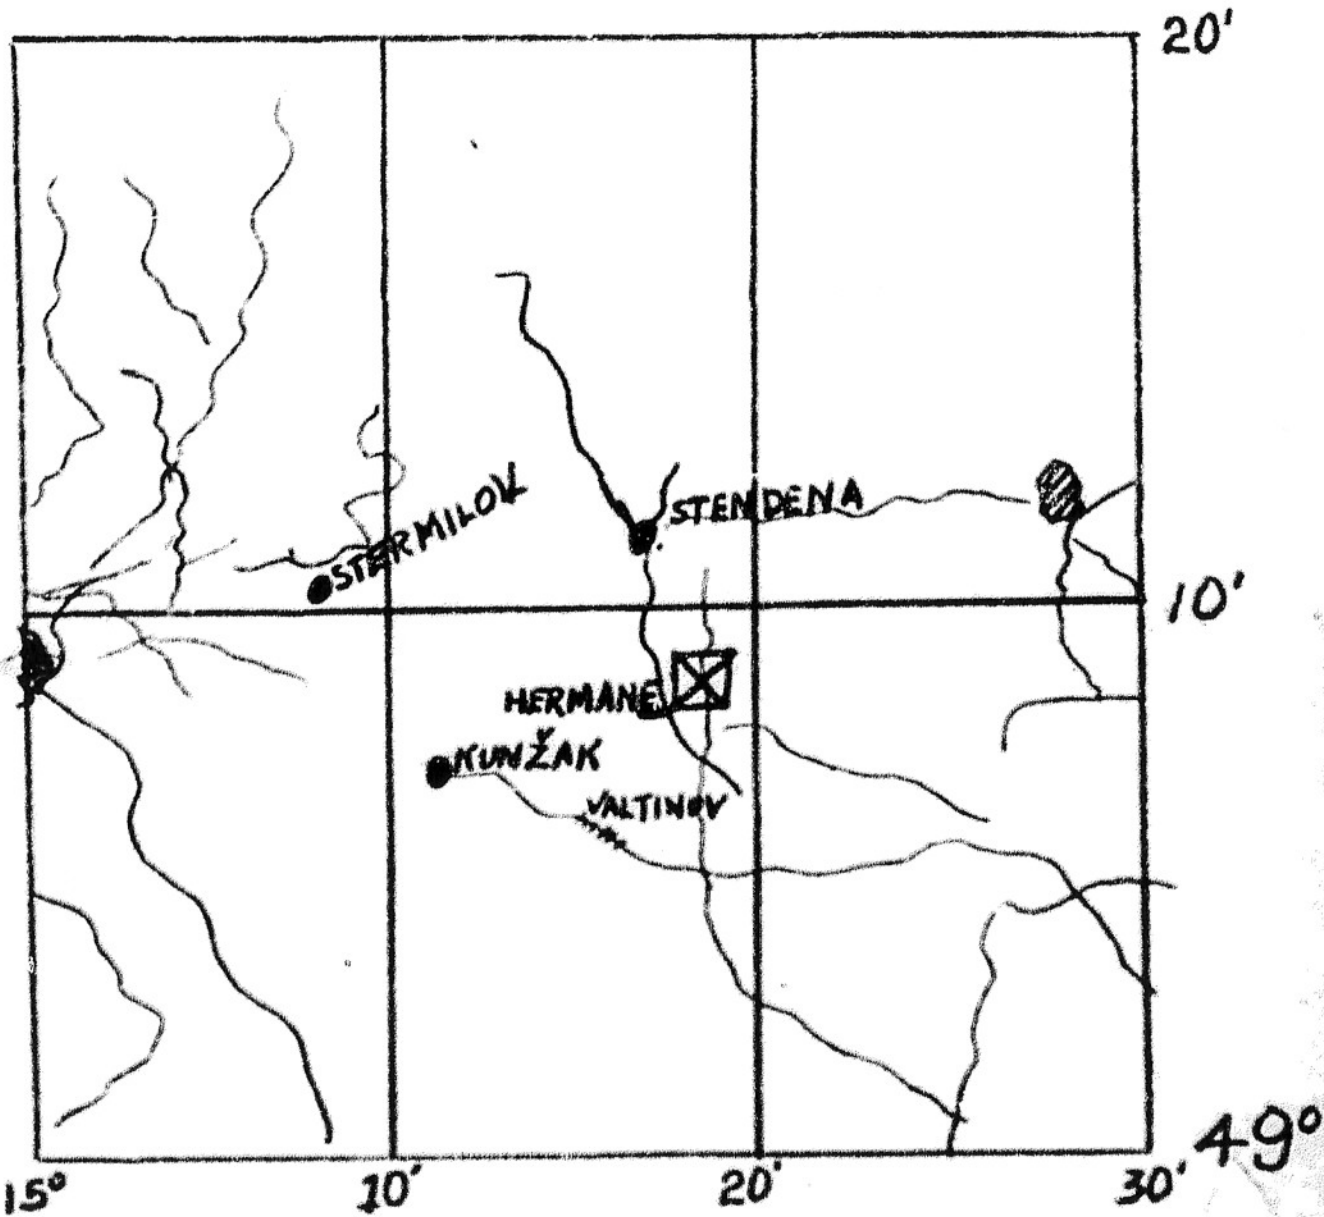 20'
STERMILOV
STENDENA
10'
HERMANE
KUNŽAK
VALTINOV
49°
15° 10' 20' 30'